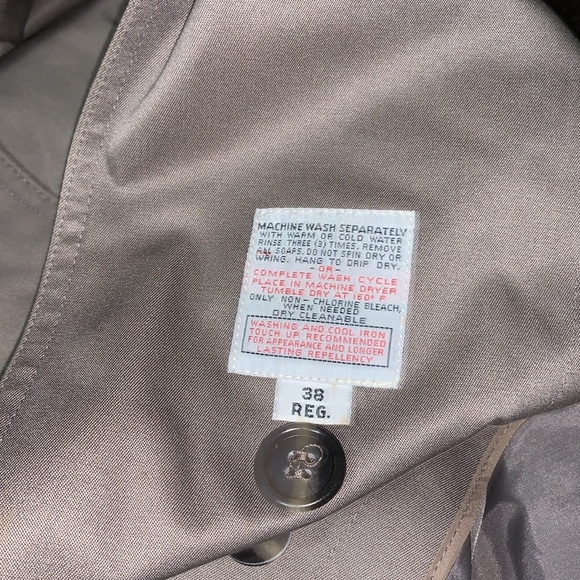 MACHINE WASH SEPARATELY
WITH WARM OR COLD WATER
RINSE THREE (3) TIMES. REMOVE
ALL SOAPS. DO NOT SPIN DRY OR
WRING. HANG TO DRIP DRY.
-OR-
COMPLETE WASH CYCLE
PLACE IN MACHINE DRYER
TUMBLE DRY AT 160° F
ONLY NON-CHLORINE BLEACH,
WHEN NEEDED
DRY CLEANABLE
WASHING AND COOL IRON
TOUCH UP RECOMMENDED
FOR APPEARANCE AND LONGER
LASTING REPELLENCY
38
REG.